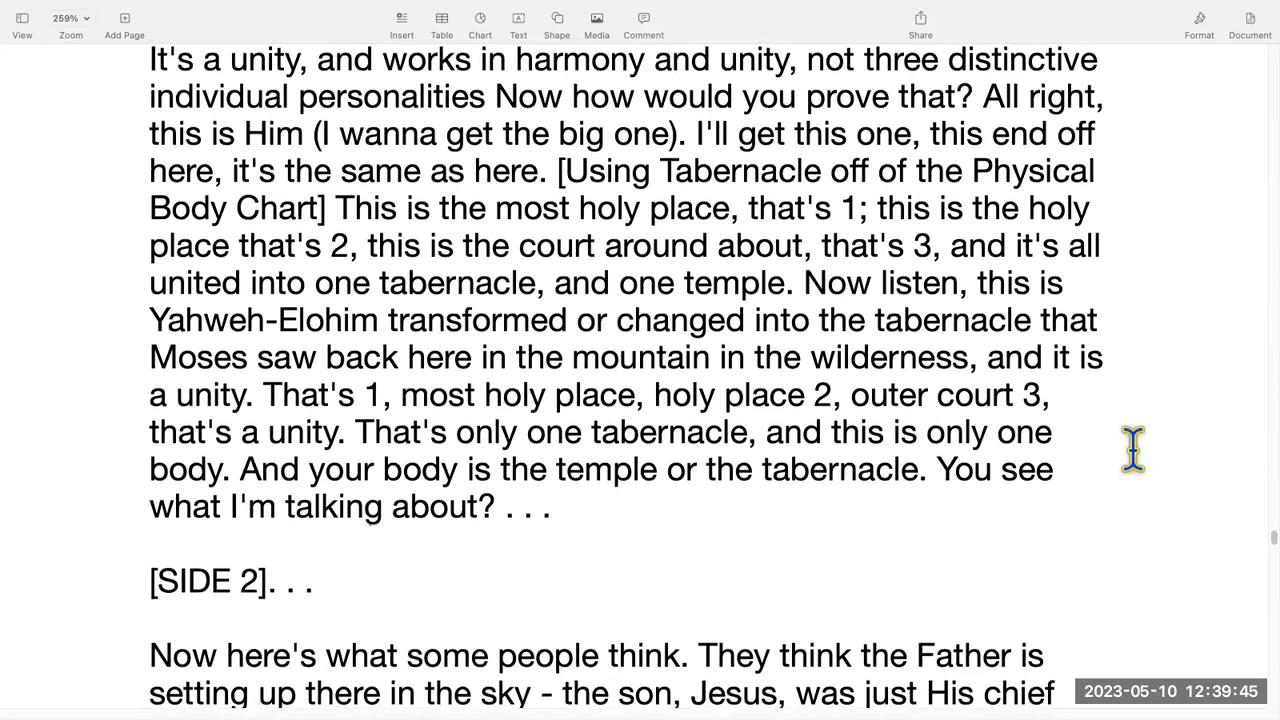 View
259%
Zoom
Add Page
Insert
Table
Chart
Text
Shape
Media
Comment
Share
Format
Document
It's a unity, and works in harmony and unity, not three distinctive
individual personalities Now how would you prove that? All right,
this is Him (I wanna get the big one). I'll get this one, this end off
here, it's the same as here. [Using Tabernacle off of the Physical
Body Chart] This is the most holy place, that's 1; this is the holy
place that's 2, this is the court around about, that's 3, and it's all
united into one tabernacle, and one temple. Now listen, this is
Yahweh-Elohim transformed or changed into the tabernacle that
Moses saw back here in the mountain in the wilderness, and it is
a unity. That's 1, most holy place, holy place 2, outer court 3,
that's a unity. That's only one tabernacle, and this is only one
body. And your body is the temple or the tabernacle. You see
what I'm talking about? . . .
[SIDE 2]. . .
Now here's what some people think. They think the Father is
setting up there in the sky - the son, Jesus, was just His chief
2023-05-10 12:39:45